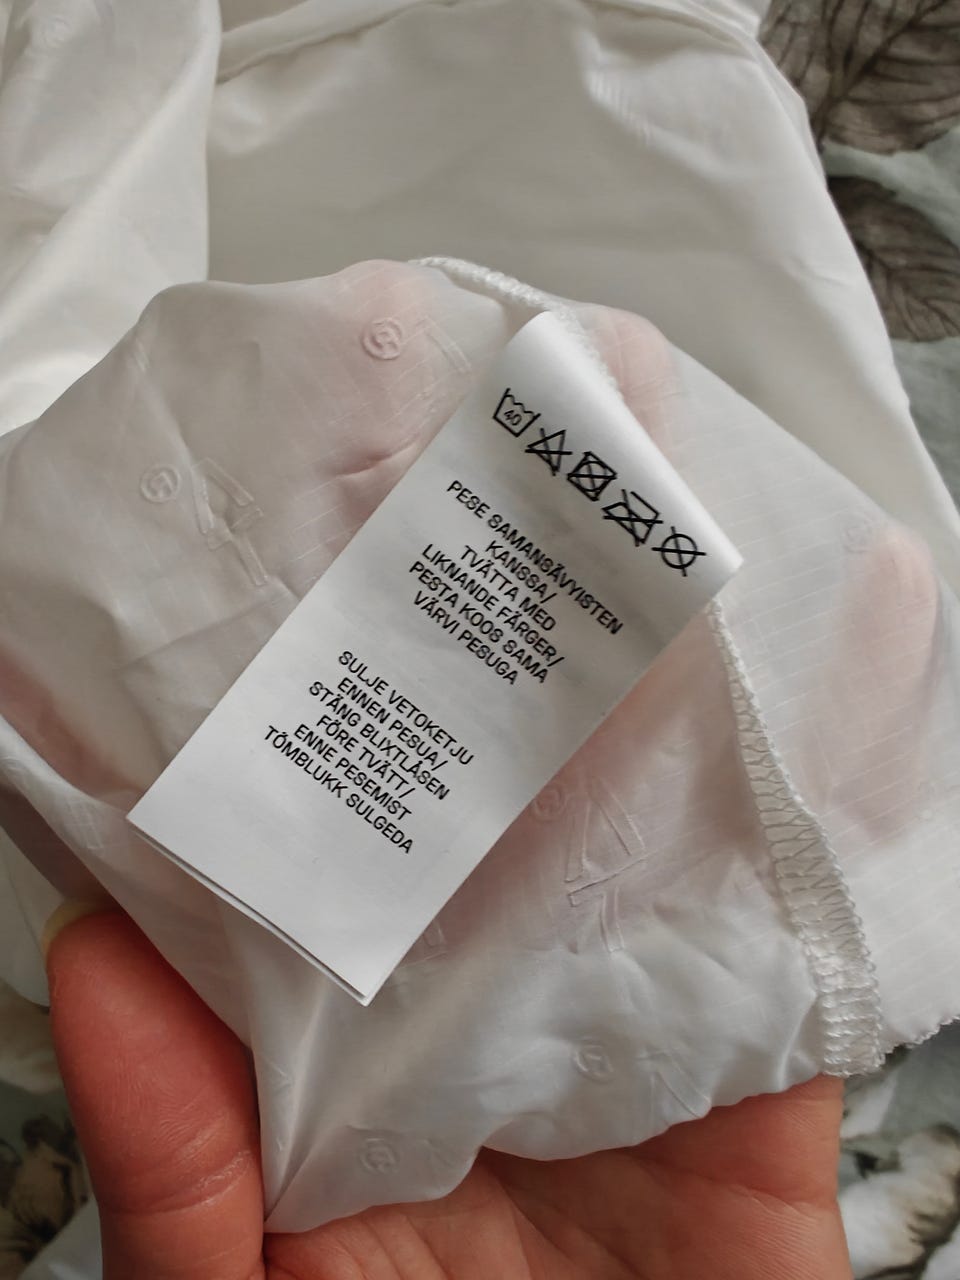 40
PESE SAMANSÄVYISTEN
KANSSA/
TVÄTTA MED
LIKNANDE FÄRGER/
PESTA KOOS SAMA
VÄRVI PESUGA
SULJE VETOKETJU
ENNEN PESUA/
STÄNG BLIXTLÅSEN
FÖRE TVÄTT/
ENNE PESEMIST
TÕMBLUKK SULGEDA